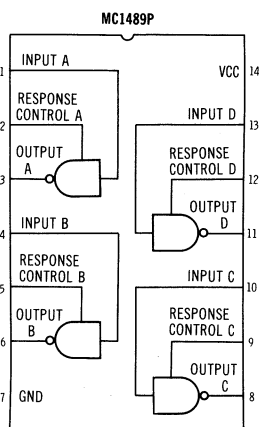 MC1489P
1 INPUT A
2 RESPONSE
CONTROL A
3 OUTPUT
A
4 INPUT B
5 RESPONSE
CONTROL B
6 OUTPUT
B
7 GND
VCC 14
INPUT D 13
RESPONSE
CONTROL D 12
OUTPUT
D 11
INPUT C 10
RESPONSE
CONTROL C 9
OUTPUT
C 8